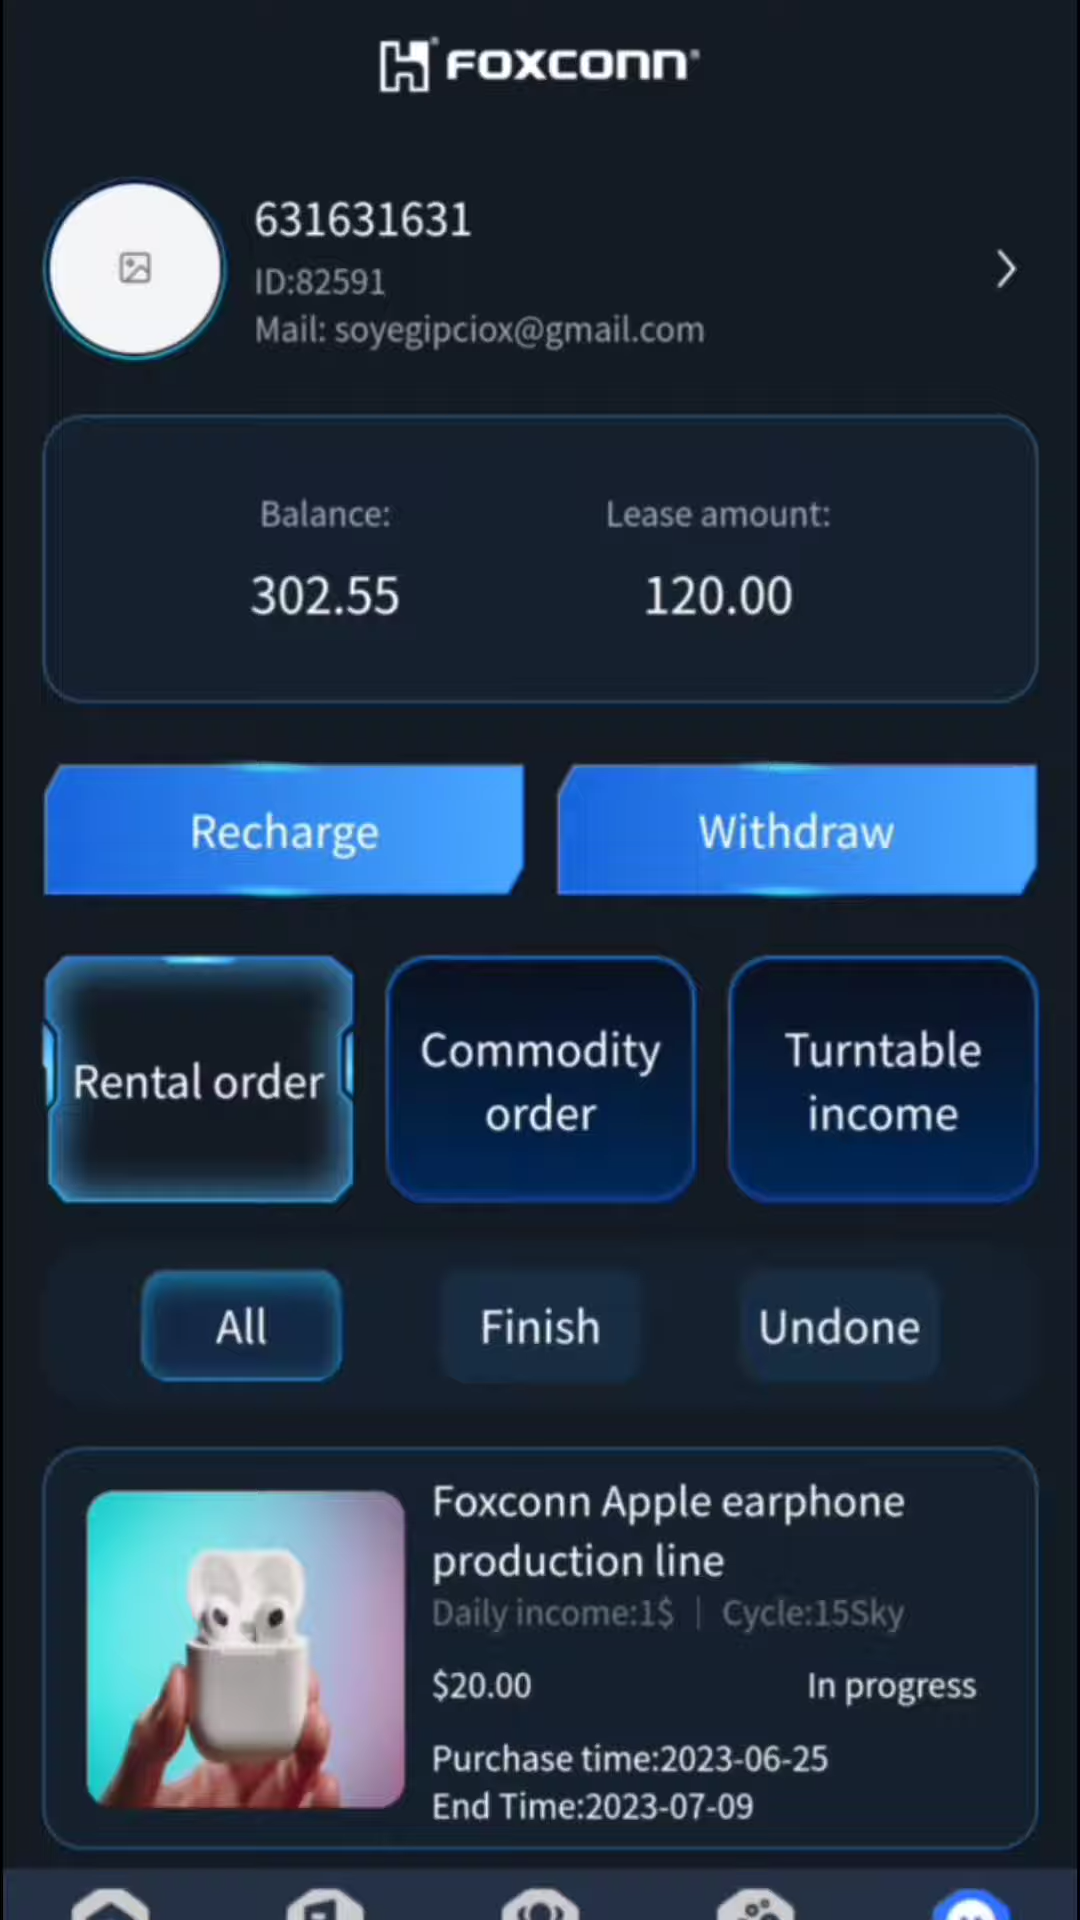 FOXCONN
631631631
ID:82591
Mail: soyegipciox@gmail.com
Balance:
Lease amount:
302.55
120.00
Recharge
Withdraw
Rental order
Commodity
order
Turntable
income
All
Finish
Undone
Foxconn Apple earphone
production line
Daily income:1$ | Cycle:15Sky
$20.00
In progress
Purchase time:2023-06-25
End Time:2023-07-09